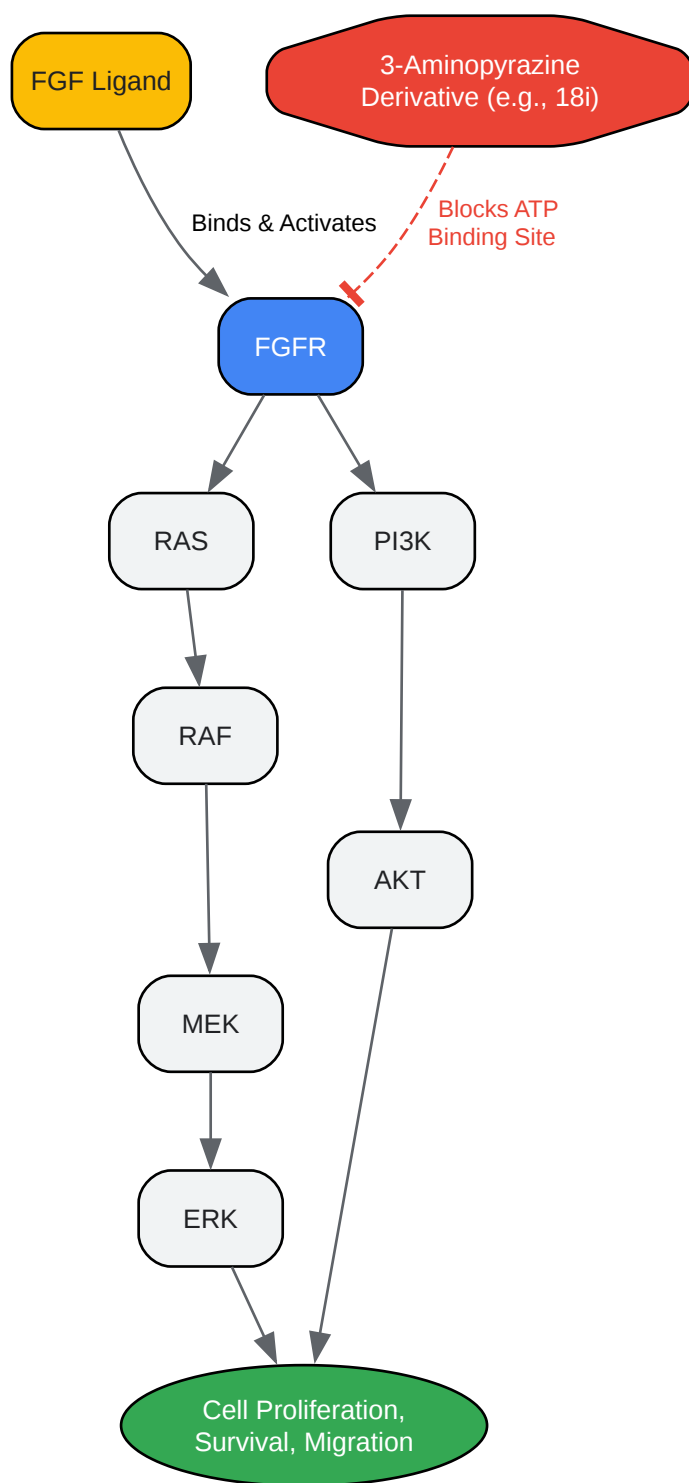 FGF Ligand
3-Aminopyrazine
Derivative (e.g., 18i)
Binds & Activates
Blocks ATP
Binding Site
FGFR
RAS
PI3K
RAF
AKT
MEK
ERK
Cell Proliferation,
Survival, Migration